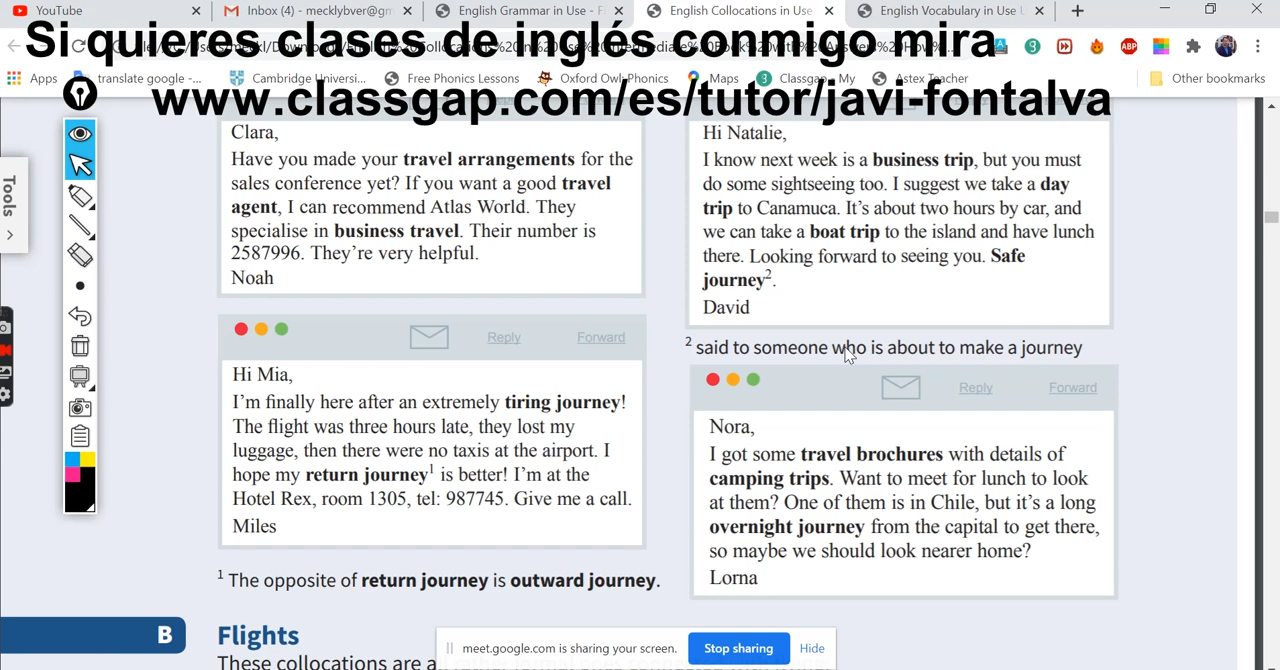 YouTube
Inbox (4) - mecklybver@gm
English Grammar in Use - F
English Collocations in Use
English Vocabulary in Use
Si quieres clases de inglés conmigo mira
www.classgap.com/es/tutor/javi-fontalva
Apps
translate google -...
Cambridge Universi...
Free Phonics Lessons
Oxford Owl Phonics
Maps
Classgap - My
Astex Teacher
Other bookmarks
ABP
Tools
Clara,
Have you made your travel arrangements for the
sales conference yet? If you want a good travel
agent, I can recommend Atlas World. They
specialise in business travel. Their number is
2587996. They're very helpful.
Noah
Reply
Forward
Hi Mia,
I'm finally here after an extremely tiring journey!
The flight was three hours late, they lost my
luggage, then there were no taxis at the airport. I
hope my return journey1 is better! I'm at the
Hotel Rex, room 1305, tel: 987745. Give me a call.
Miles
1 The opposite of return journey is outward journey.
Hi Natalie,
I know next week is a business trip, but you must
do some sightseeing too. I suggest we take a day
trip to Canamuca. It's about two hours by car, and
we can take a boat trip to the island and have lunch
there. Looking forward to seeing you. Safe
journey2.
David
2 said to someone who is about to make a journey
Reply
Forward
Nora,
I got some travel brochures with details of
camping trips. Want to meet for lunch to look
at them? One of them is in Chile, but it's a long
overnight journey from the capital to get there,
so maybe we should look nearer home?
Lorna
B
Flights
These collocations are all
meet.google.com is sharing your screen.
Stop sharing
Hide